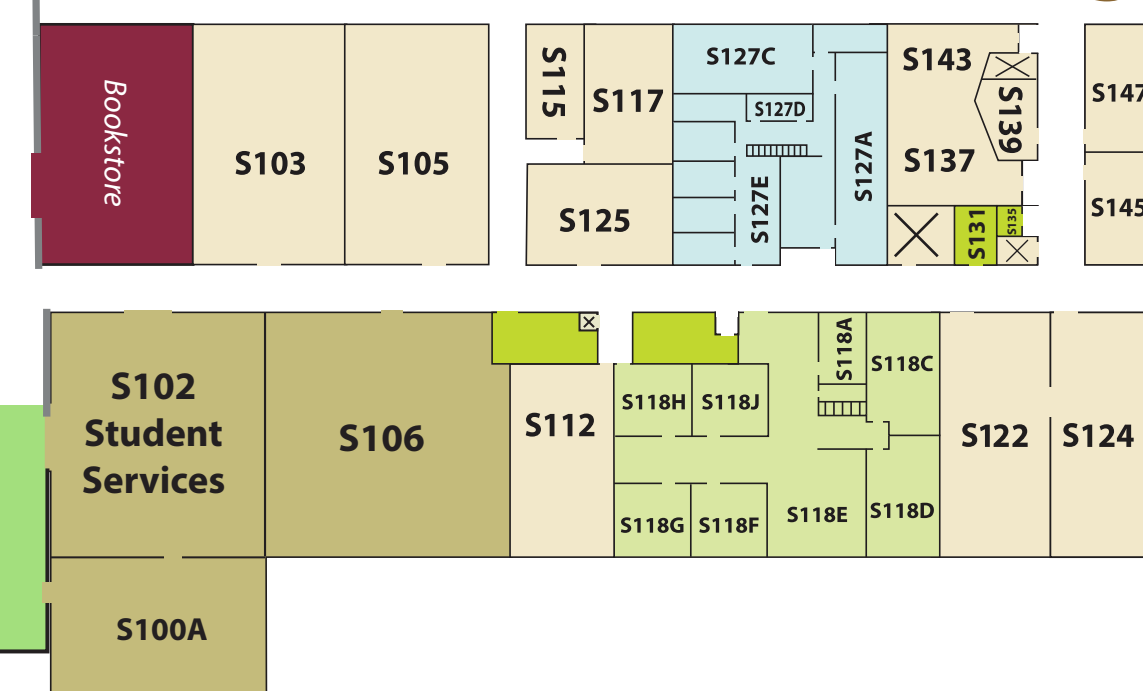 Bookstore
S103
S105
S115
S117
S125
S127C
S127D
S127E
S127A
S143
S139
S137
S131
S135
S147
S145
S102
Student
Services
S106
S112
S118H
S118J
S118G
S118F
S118E
S118A
S118C
S118D
S122
S124
S100A